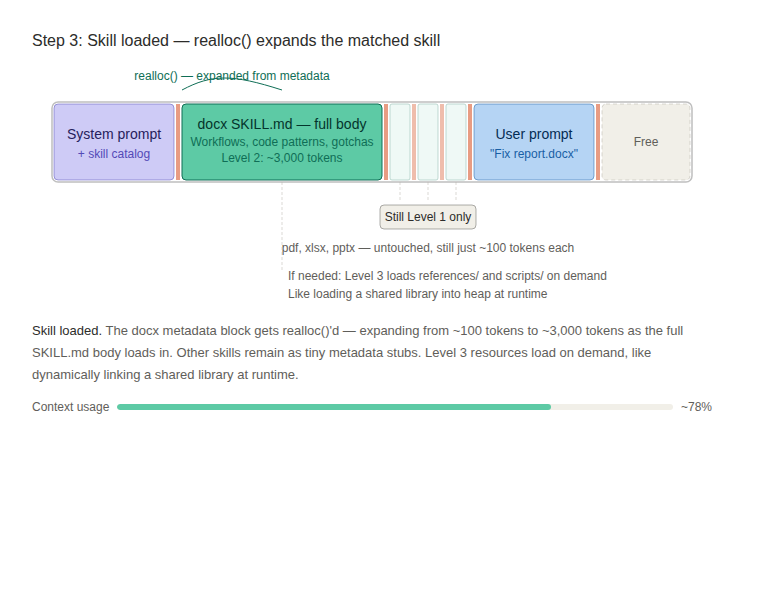 Step 3: Skill loaded — realloc() expands the matched skill
realloc() — expanded from metadata
System prompt
+ skill catalog
docx SKILL.md — full body
Workflows, code patterns, gotchas
Level 2: ~3,000 tokens
User prompt
"Fix report.docx"
Free
Still Level 1 only
pdf, xlsx, pptx — untouched, still just ~100 tokens each
If needed: Level 3 loads references/ and scripts/ on demand
Like loading a shared library into heap at runtime
Skill loaded. The docx metadata block gets realloc()'d — expanding from ~100 tokens to ~3,000 tokens as the full
SKILL.md body loads in. Other skills remain as tiny metadata stubs. Level 3 resources load on demand, like
dynamically linking a shared library at runtime.
Context usage ~78%